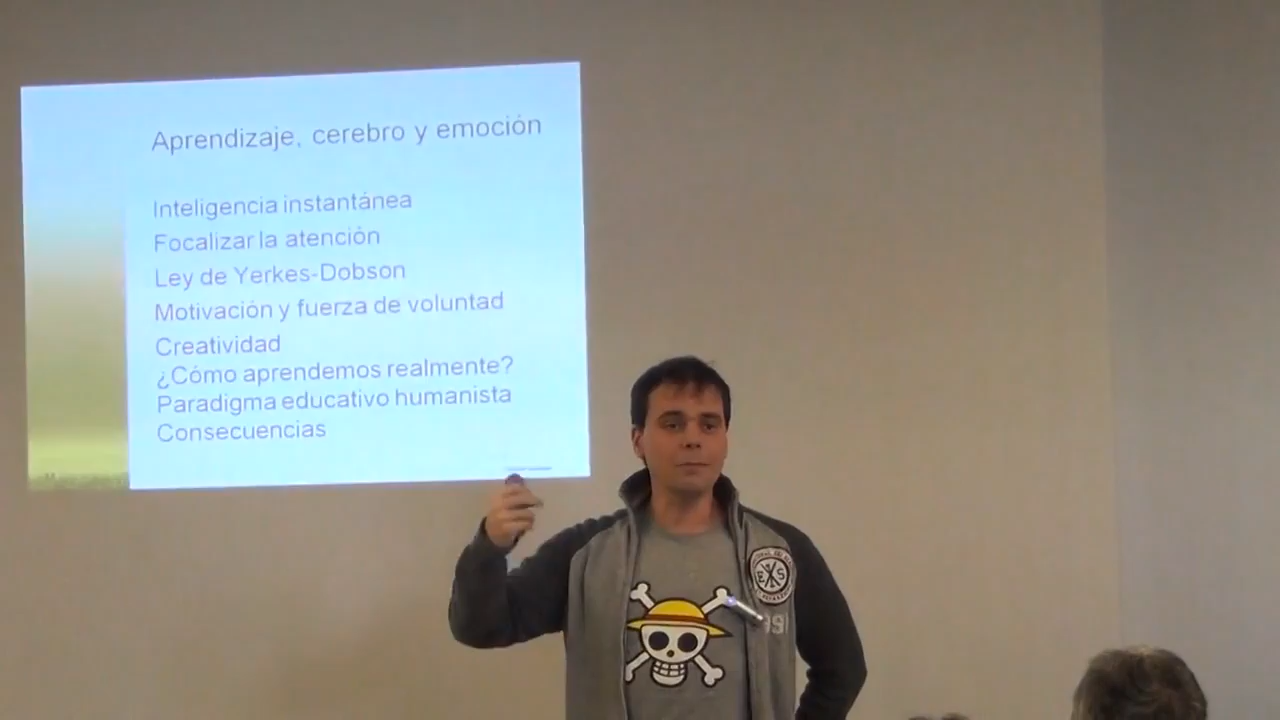 Aprendizaje, cerebro y emoción
Inteligencia instantánea
Focalizar la atención
Ley de Yerkes-Dobson
Motivación y fuerza de voluntad
Creatividad
¿Cómo aprendemos realmente?
Paradigma educativo humanista
Consecuencias